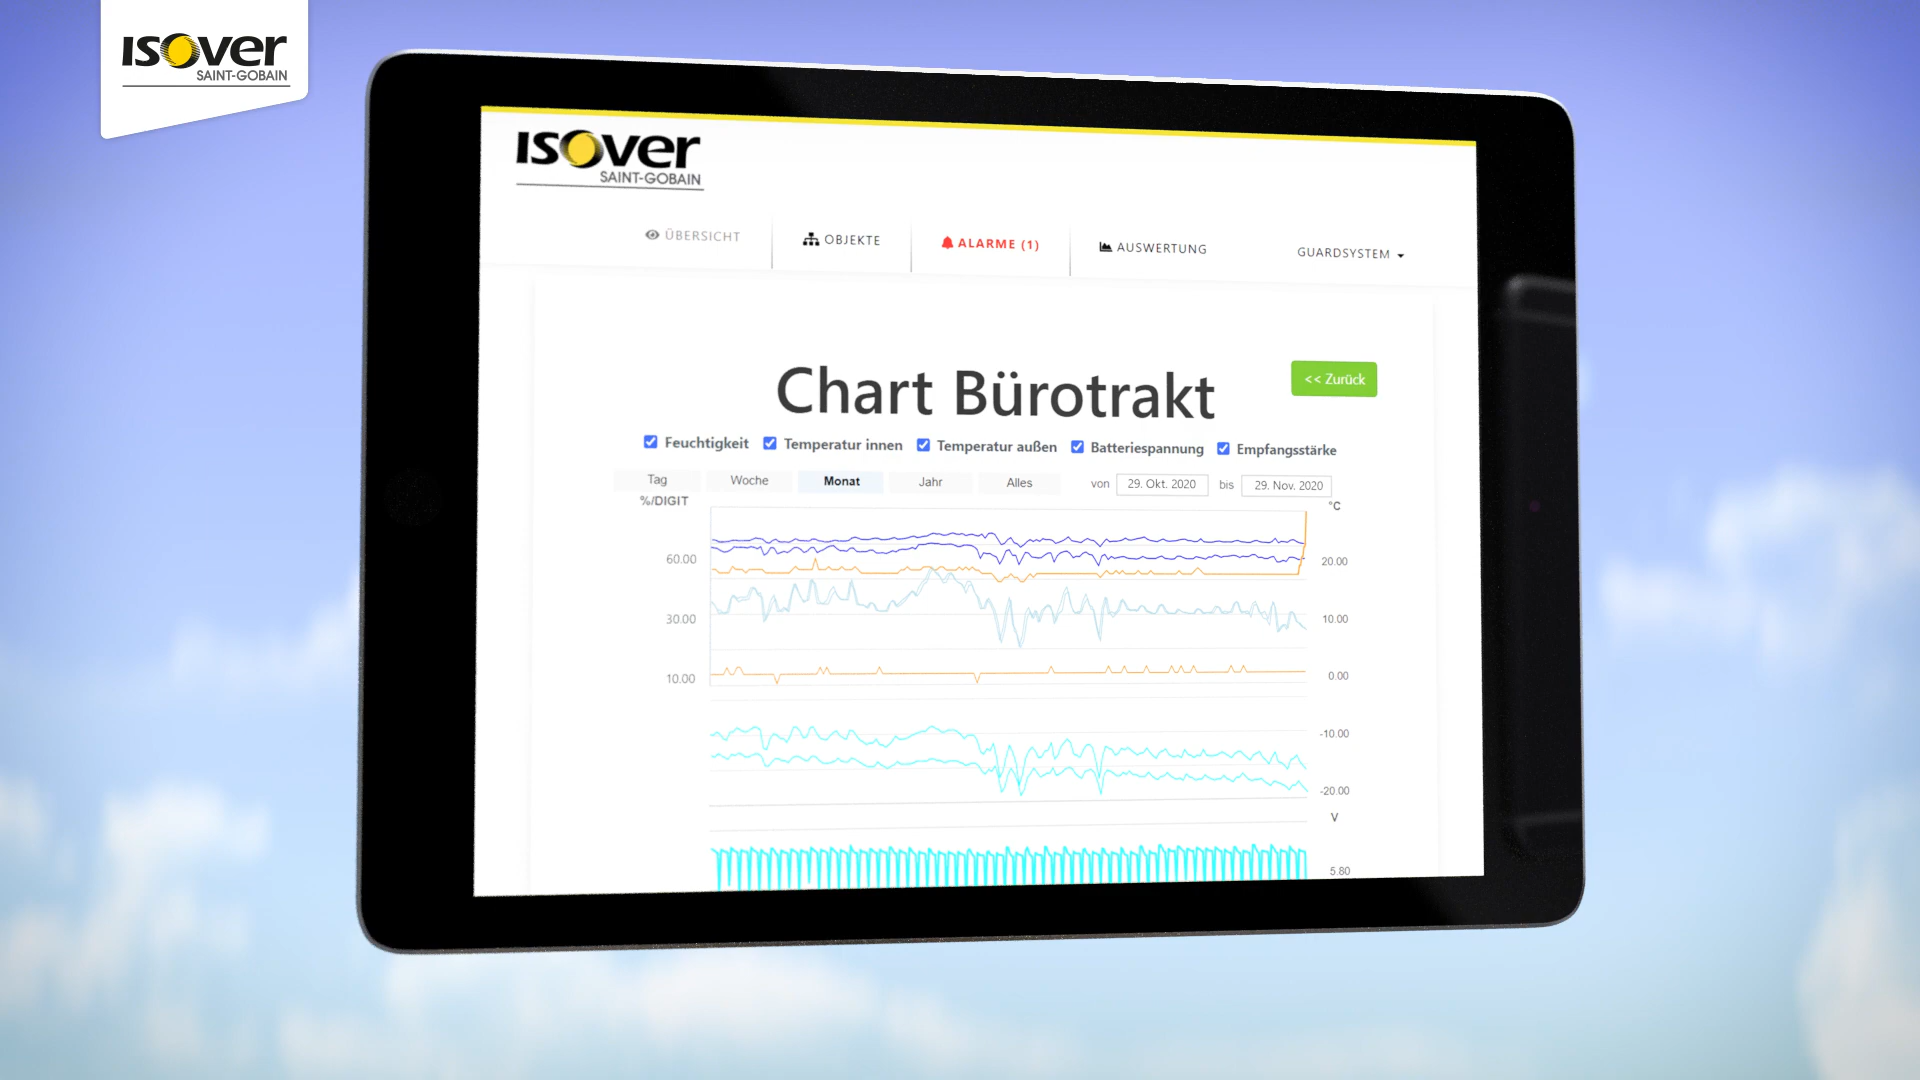 ISOVER
SAINT-GOBAIN
ISOVER
SAINT-GOBAIN
ÜBERSICHT
OBJEKTE
ALARME (1)
AUSWERTUNG
GUARDSYSTEM
Chart Bürotrakt
<< Zurück
Feuchtigkeit Temperatur innen Temperatur außen Batteriespannung Empfangsstärke
Tag Woche Monat Jahr Alles von 29. Okt. 2020 bis 29. Nov. 2020
%/DIGIT °C
60.00 20.00
30.00 10.00
10.00 0.00
-10.00
-20.00
V
5.80